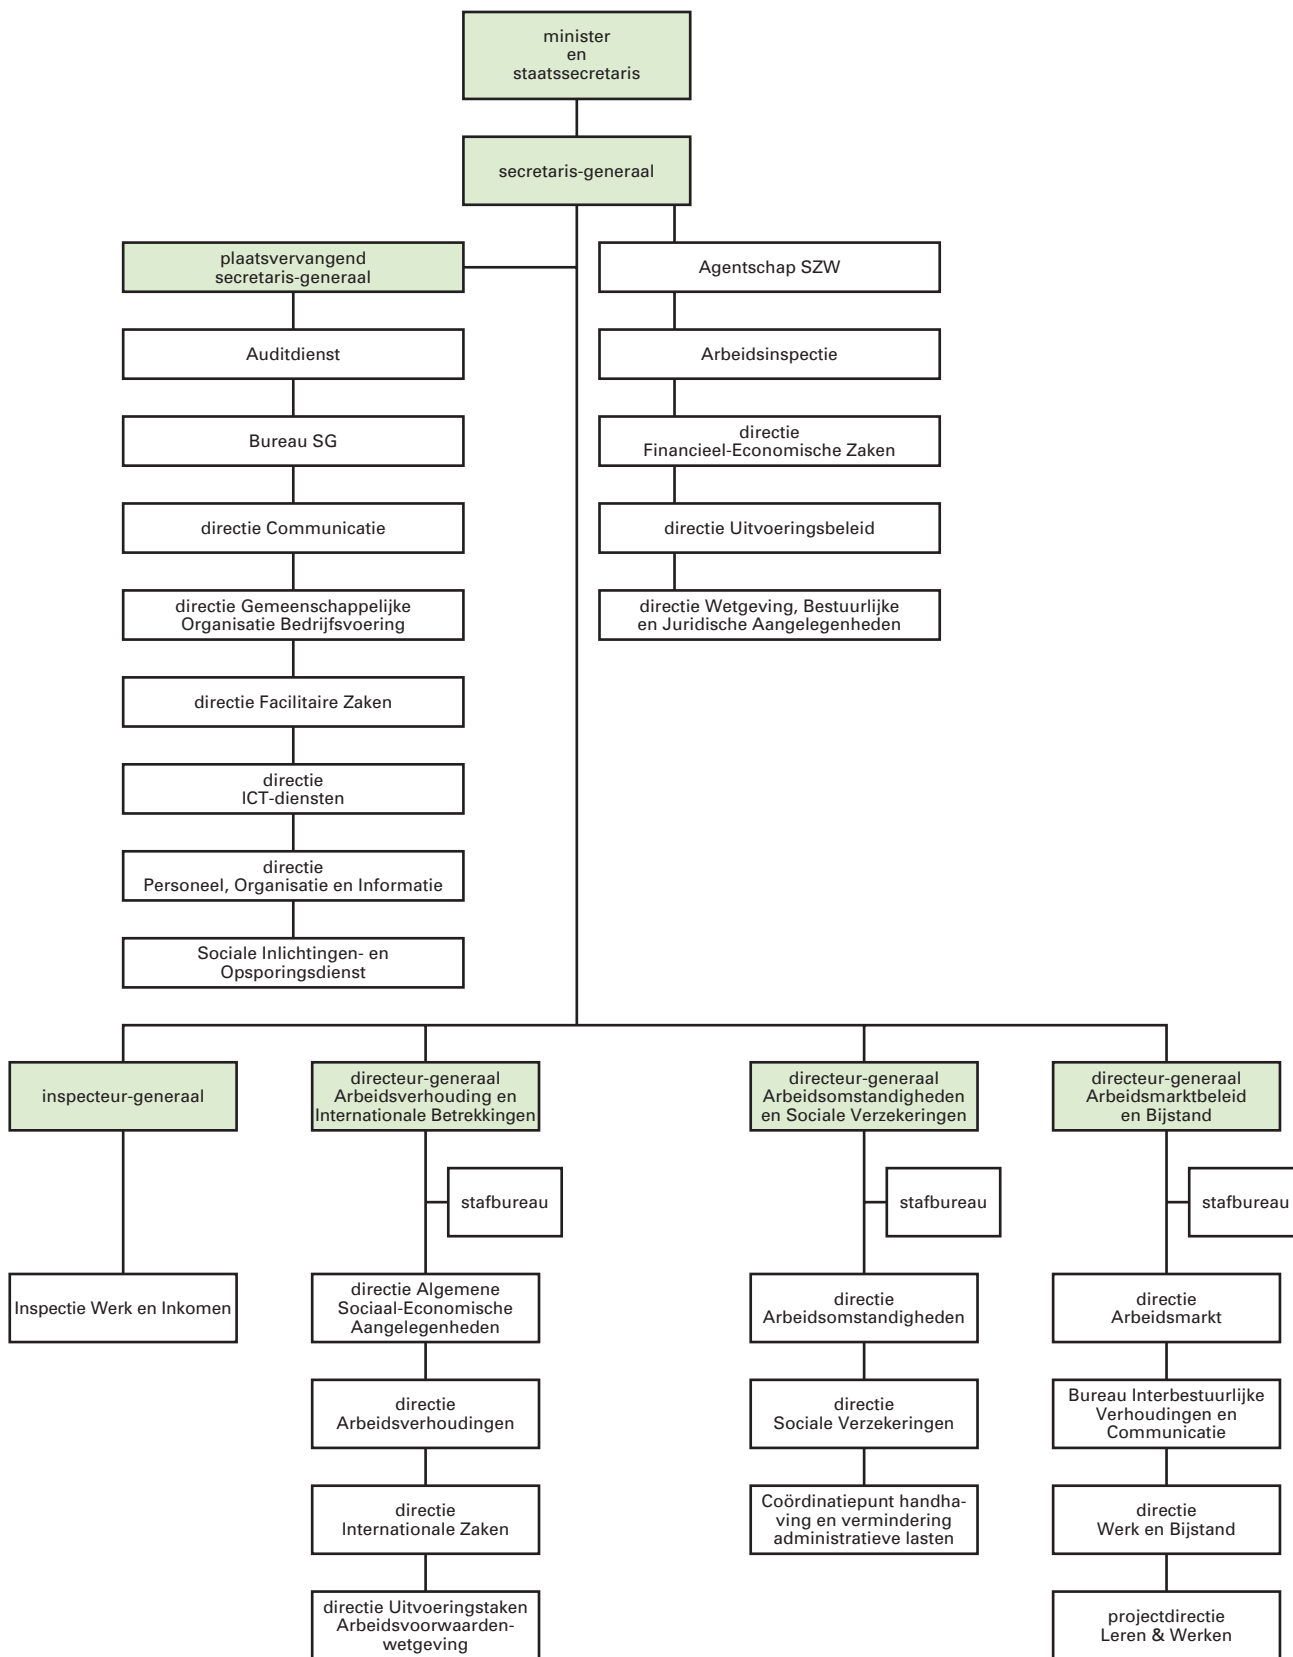 minister
en
staatssecretaris
secretaris-generaal
plaatsvervangend
secretaris-generaal
Agentschap SZW
Auditdienst
Arbeidsinspectie
Bureau SG
directie
Financieel-Economische Zaken
directie Communicatie
directie Uitvoeringsbeleid
directie Gemeenschappelijke
Organisatie Bedrijfsvoering
directie Wetgeving, Bestuurlijke
en Juridische Aangelegenheden
directie Facilitaire Zaken
directie
ICT-diensten
directie
Personeel, Organisatie en Informatie
Sociale Inlichtingen- en
Opsporingsdienst
inspecteur-generaal
directeur-generaal
Arbeidsverhouding en
Internationale Betrekkingen
directeur-generaal
Arbeidsomstandigheden
en Sociale Verzekeringen
directeur-generaal
Arbeidsmarktbeleid
en Bijstand
stafbureau
stafbureau
stafbureau
Inspectie Werk en Inkomen
directie Algemene
Sociaal-Economische
Aangelegenheden
directie
Arbeidsomstandigheden
directie
Arbeidsmarkt
directie
Arbeidsverhoudingen
directie
Sociale Verzekeringen
Bureau Interbestuurlijke
Verhoudingen en
Communicatie
directie
Internationale Zaken
Coördinatiepunt handha-
ving en vermindering
administratieve lasten
directie
Werk en Bijstand
directie Uitvoeringstaken
Arbeidsvoorwaarden-
wetgeving
projectdirectie
Leren & Werken